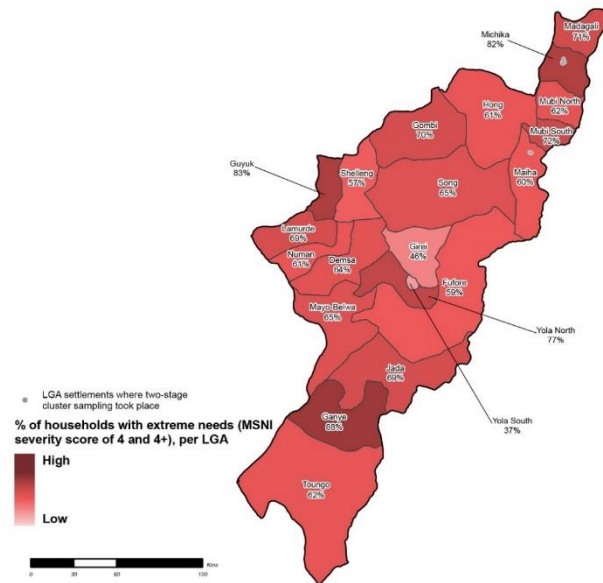 Madagali
71%
Michika
82%
Mubi North
62%
Hong
61%
Gombi
70%
Mubi South
72%
Guyuk
83%
Shelleng
57%
Song
65%
Maiha
60%
Lamurde
69%
Girei
46%
Numan
61%
Demsa
64%
Fufore
59%
Mayo Belwa
65%
Yola North
77%
Jada
69%
LGA settlements where two-stage
cluster sampling took place
Yola South
37%
% of households with extreme needs (MSNI
severity score of 4 and 4+), per LGA
Ganye
88%
High
Low
Toungo
62%
0 30 60 120 Kms